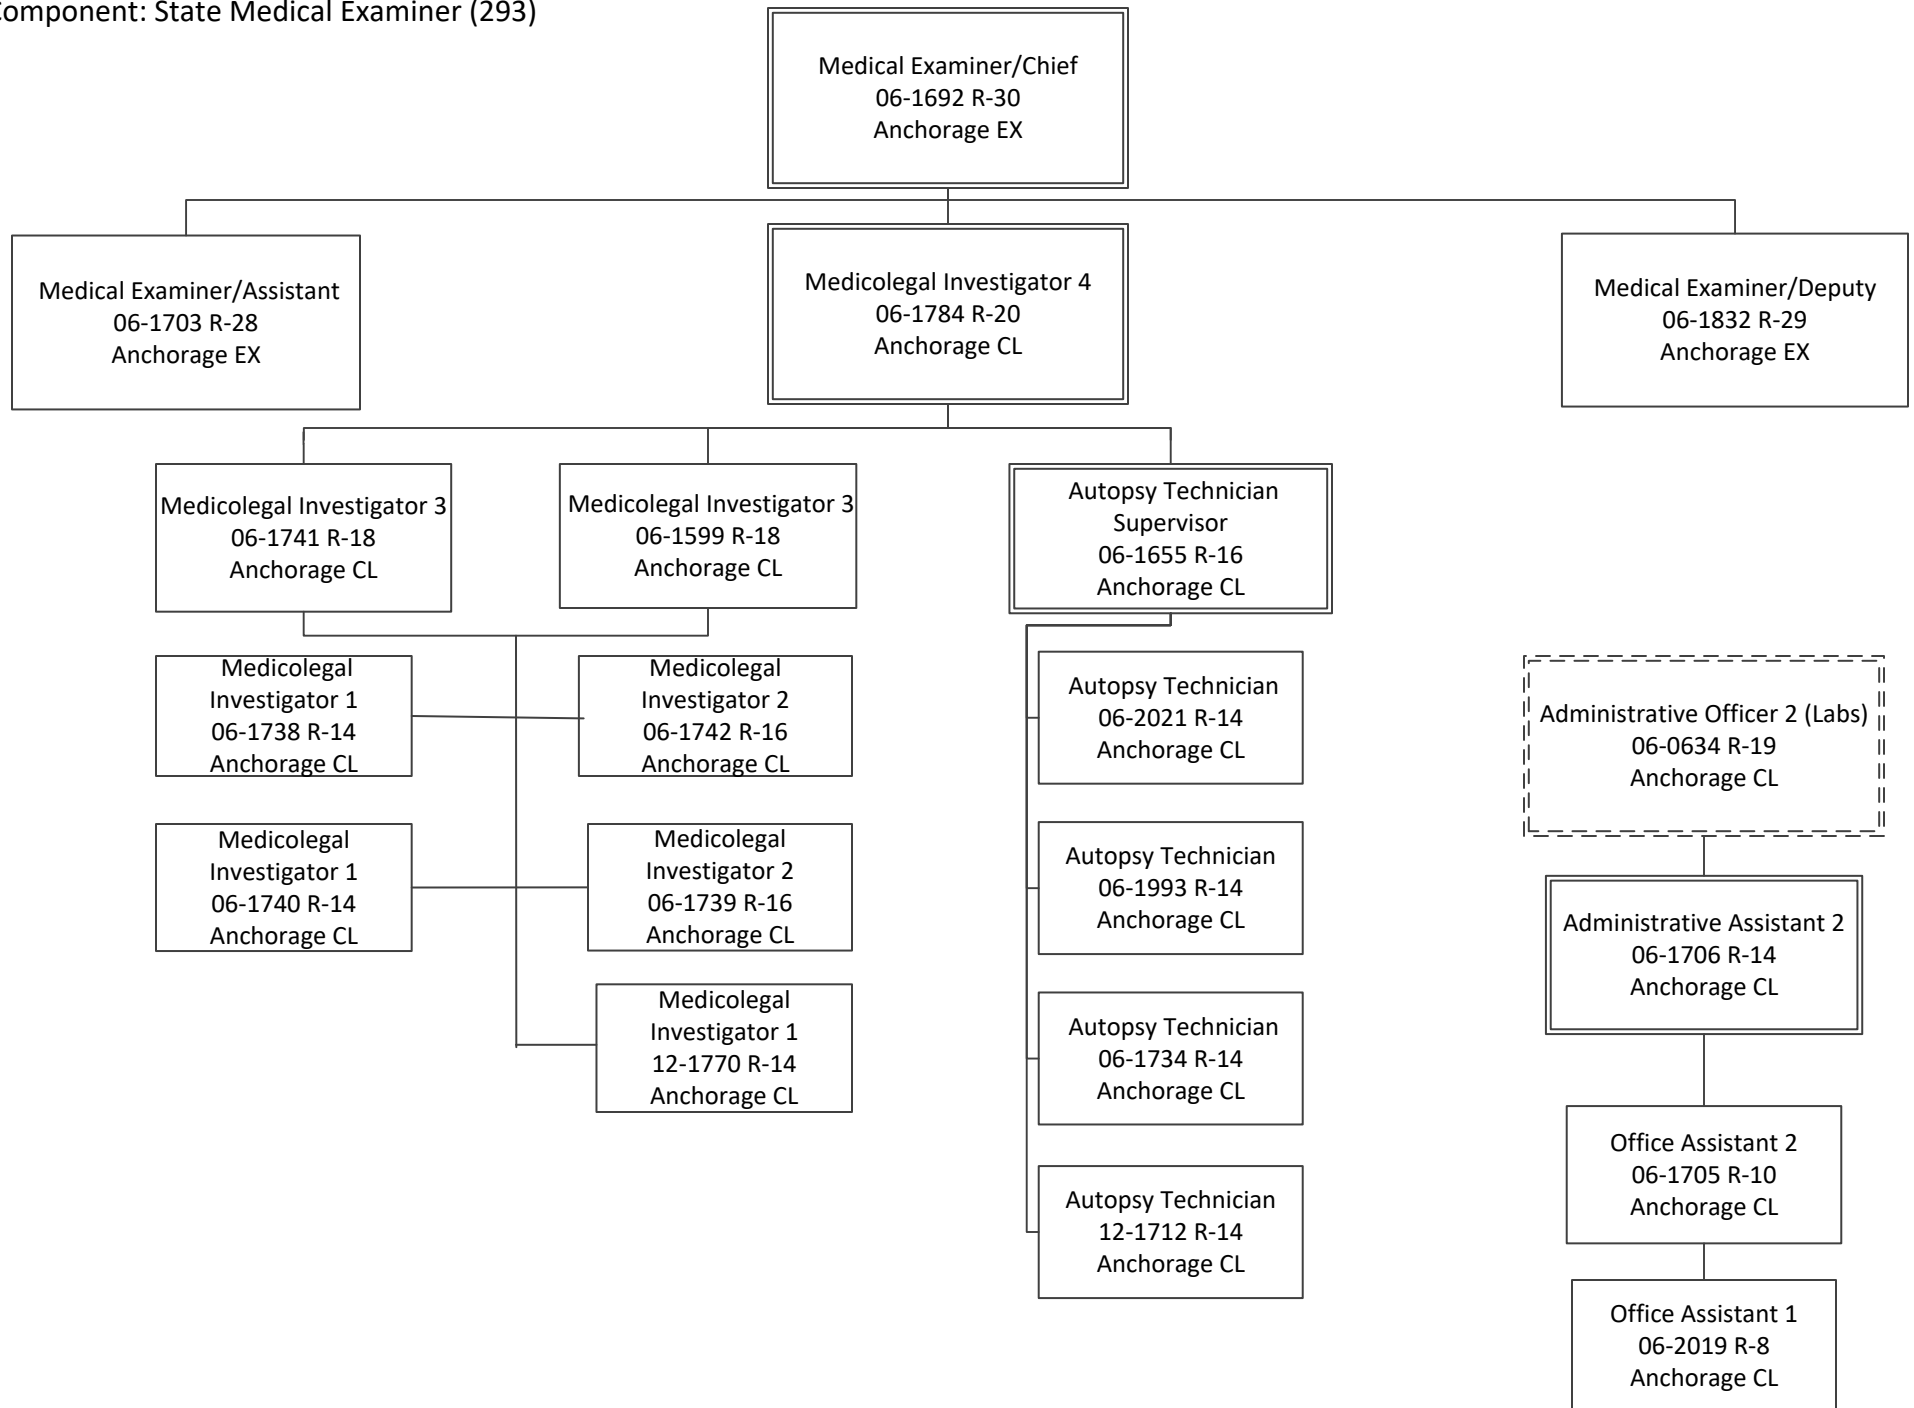 Component: State Medical Examiner (293)
Medical Examiner/Chief
06-1692 R-30
Anchorage EX
Medical Examiner/Assistant
06-1703 R-28
Anchorage EX
Medicolegal Investigator 4
06-1784 R-20
Anchorage CL
Medical Examiner/Deputy
06-1832 R-29
Anchorage EX
Medicolegal Investigator 3
06-1741 R-18
Anchorage CL
Medicolegal Investigator 3
06-1599 R-18
Anchorage CL
Autopsy Technician
Supervisor
06-1655 R-16
Anchorage CL
Medicolegal
Investigator 1
06-1738 R-14
Anchorage CL
Medicolegal
Investigator 2
06-1742 R-16
Anchorage CL
Autopsy Technician
06-2021 R-14
Anchorage CL
Administrative Officer 2 (Labs)
06-0634 R-19
Anchorage CL
Medicolegal
Investigator 1
06-1740 R-14
Anchorage CL
Medicolegal
Investigator 2
06-1739 R-16
Anchorage CL
Autopsy Technician
06-1993 R-14
Anchorage CL
Administrative Assistant 2
06-1706 R-14
Anchorage CL
Medicolegal
Investigator 1
12-1770 R-14
Anchorage CL
Autopsy Technician
06-1734 R-14
Anchorage CL
Office Assistant 2
06-1705 R-10
Anchorage CL
Autopsy Technician
12-1712 R-14
Anchorage CL
Office Assistant 1
06-2019 R-8
Anchorage CL